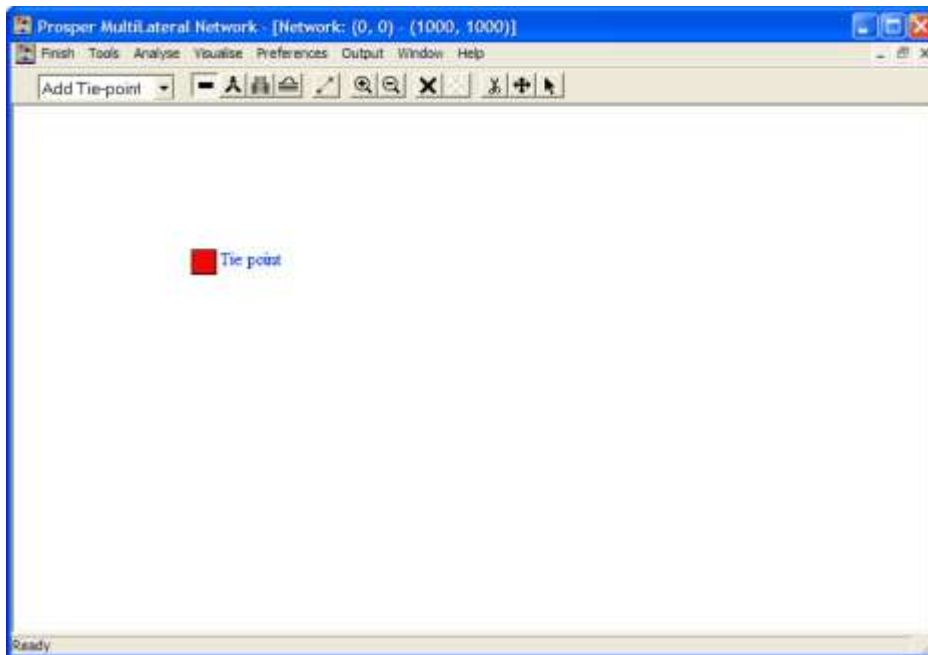 Prosper MultiLateral Network - [Network: (0, 0) - (1000, 1000)]
Finish Tools Analyse Visualise Preferences Output Window Help
Add Tie-point
Tie point
Ready